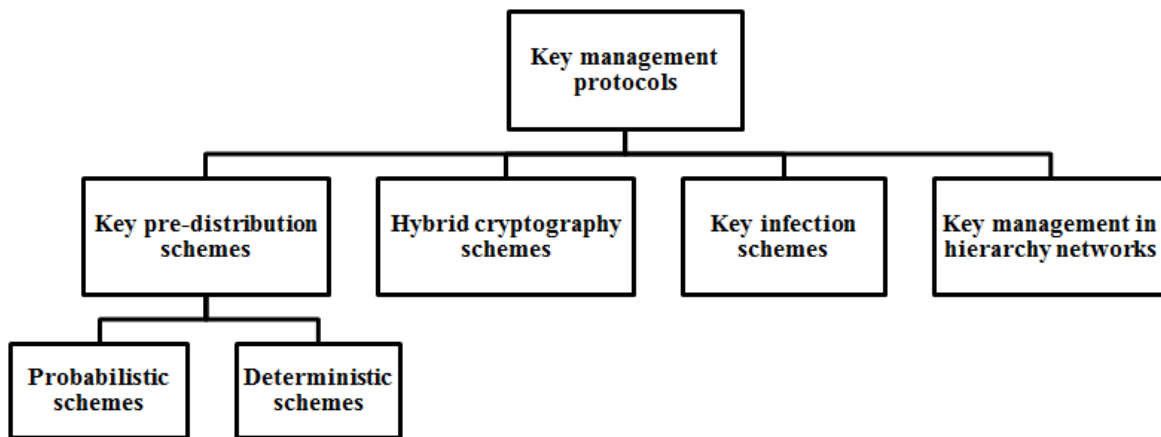 Key management
protocols
Key pre-distribution
schemes
Hybrid cryptography
schemes
Key infection
schemes
Key management in
hierarchy networks
Probabilistic
schemes
Deterministic
schemes